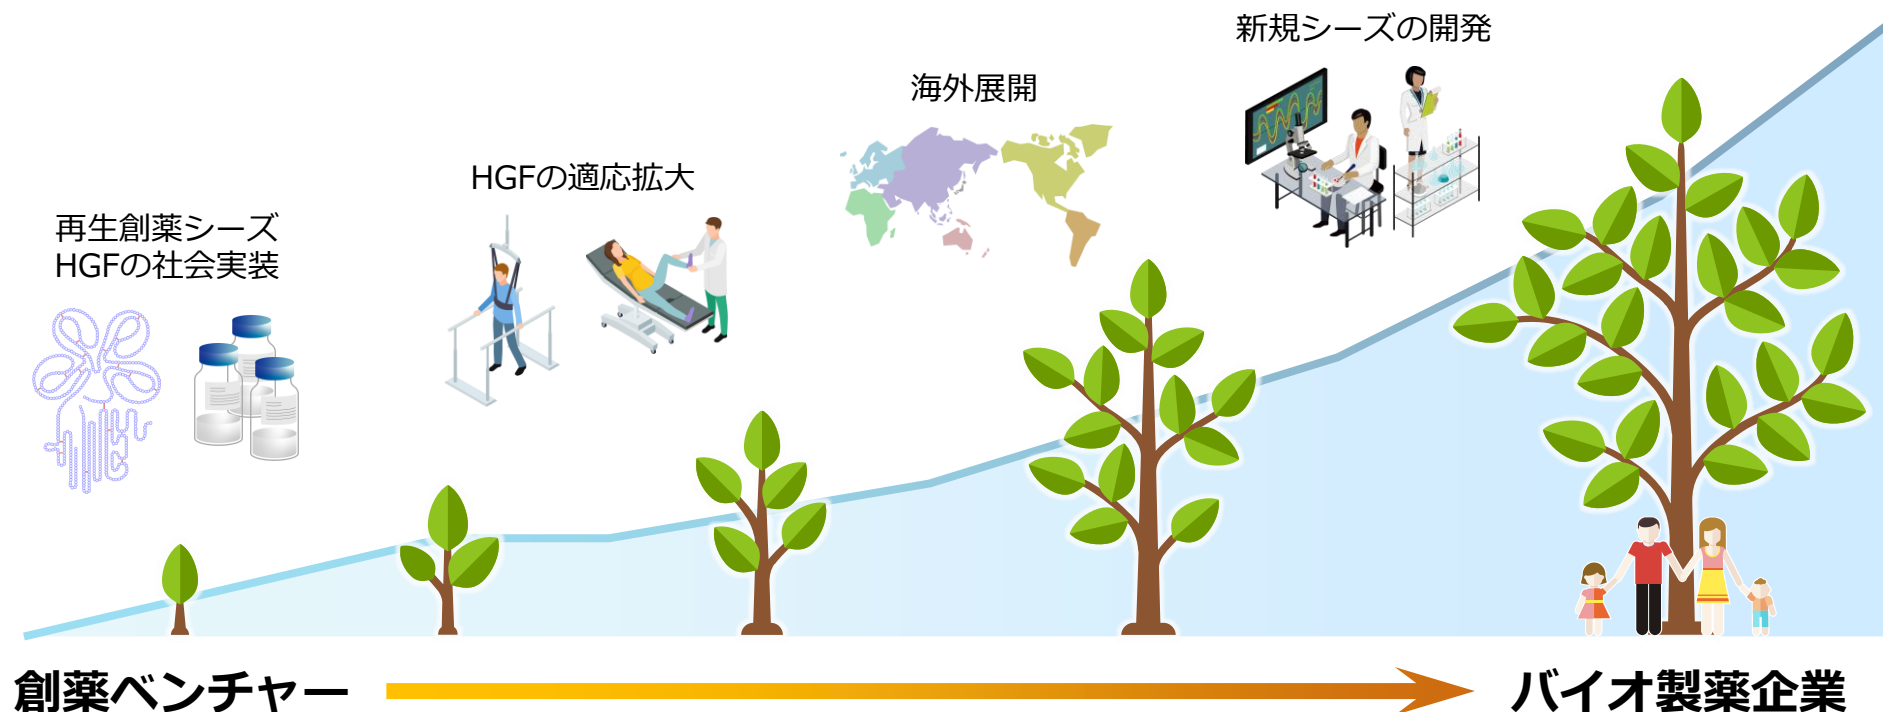 再生創薬シーズ
HGFの社会実装
HGFの適応拡大
海外展開
新規シーズの開発
創薬ベンチャー
バイオ製薬企業